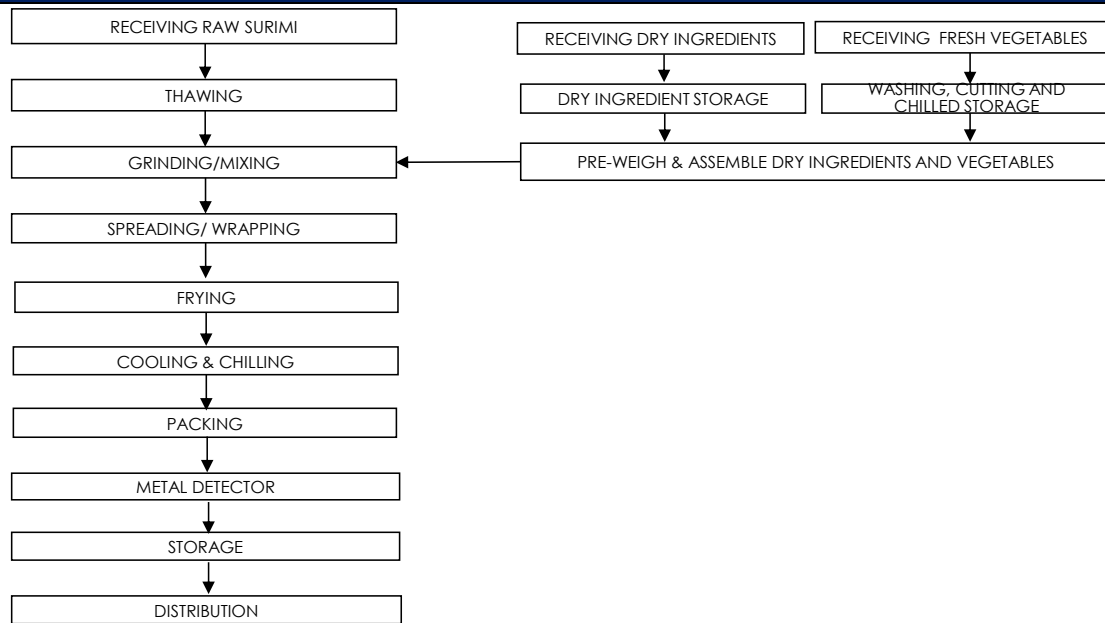 RECEIVING RAW SURIMI
THAWING
GRINDING/MIXING
SPREADING/ WRAPPING
FRYING
COOLING & CHILLING
PACKING
METAL DETECTOR
STORAGE
DISTRIBUTION
RECEIVING DRY INGREDIENTS
DRY INGREDIENT STORAGE
RECEIVING FRESH VEGETABLES
WASHING, CUTTING AND
CHILLED STORAGE
PRE-WEIGH & ASSEMBLE DRY INGREDIENTS AND VEGETABLES